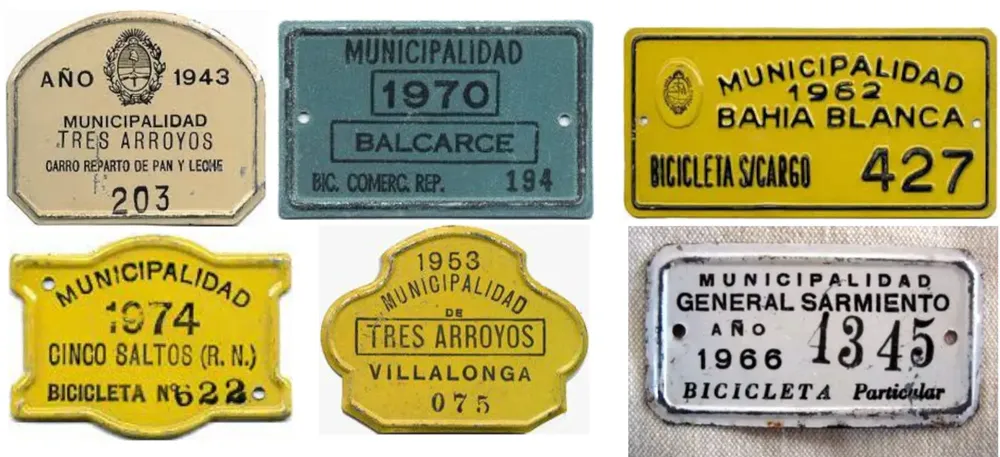 AÑO 1943
MUNICIPALIDAD
TRES ARROYOS
CARRO REPARTO DE PAN Y LECHE
203
MUNICIPALIDAD
1970
BALCARCE
BIC. COMERC. REP. 194
MUNICIPALIDAD
1962
BAHIA BLANCA
BICICLETA S/CARGO 427
MUNICIPALIDAD
1974
CINCO SALTOS (R.N.)
BICICLETA Nº 622
1953
MUNICIPALIDAD
DE
TRES ARROYOS
VILLALONGA
075
MUNICIPALIDAD
GENERAL SARMIENTO
AÑO
1966 1345
BICICLETA Particular